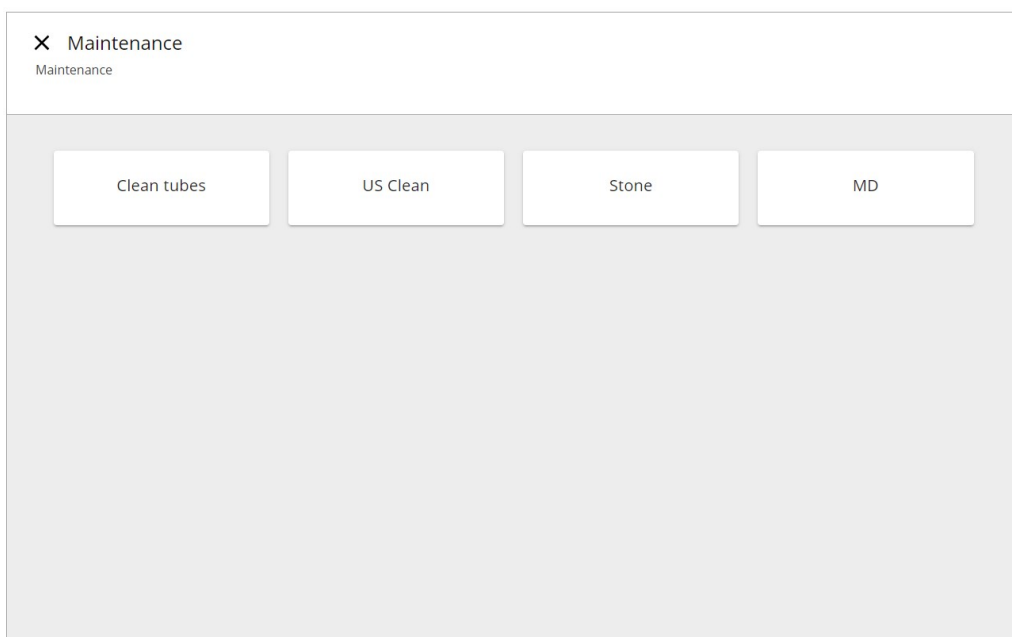 Maintenance
Maintenance
Clean tubes
US Clean
Stone
MD